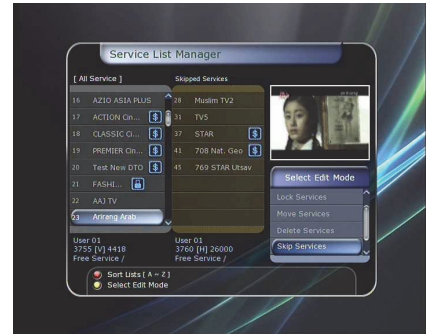 Service List Manager
[ All Service ]
Skipped Services
16 AZIO ASIA PLUS
17 ACTION Cin... $
18 CLASSIC Ci... $
19 PREMIER Cin... $
20 Test New DTO $
21 FASHI...
22 AAJ TV
23 Arirang Arab
28 Muslim TV2
31 TV5
37 STAR $
41 708 Nat. Geo $
45 769 STAR Utsav
User 01
3755 [V] 4418
Free Service /
User 01
3760 [H] 26000
Free Service /
Select Edit Mode
Lock Services
Move Services
Delete Services
Skip Services
Sort Lists [ A ↔ Z ]
Select Edit Mode